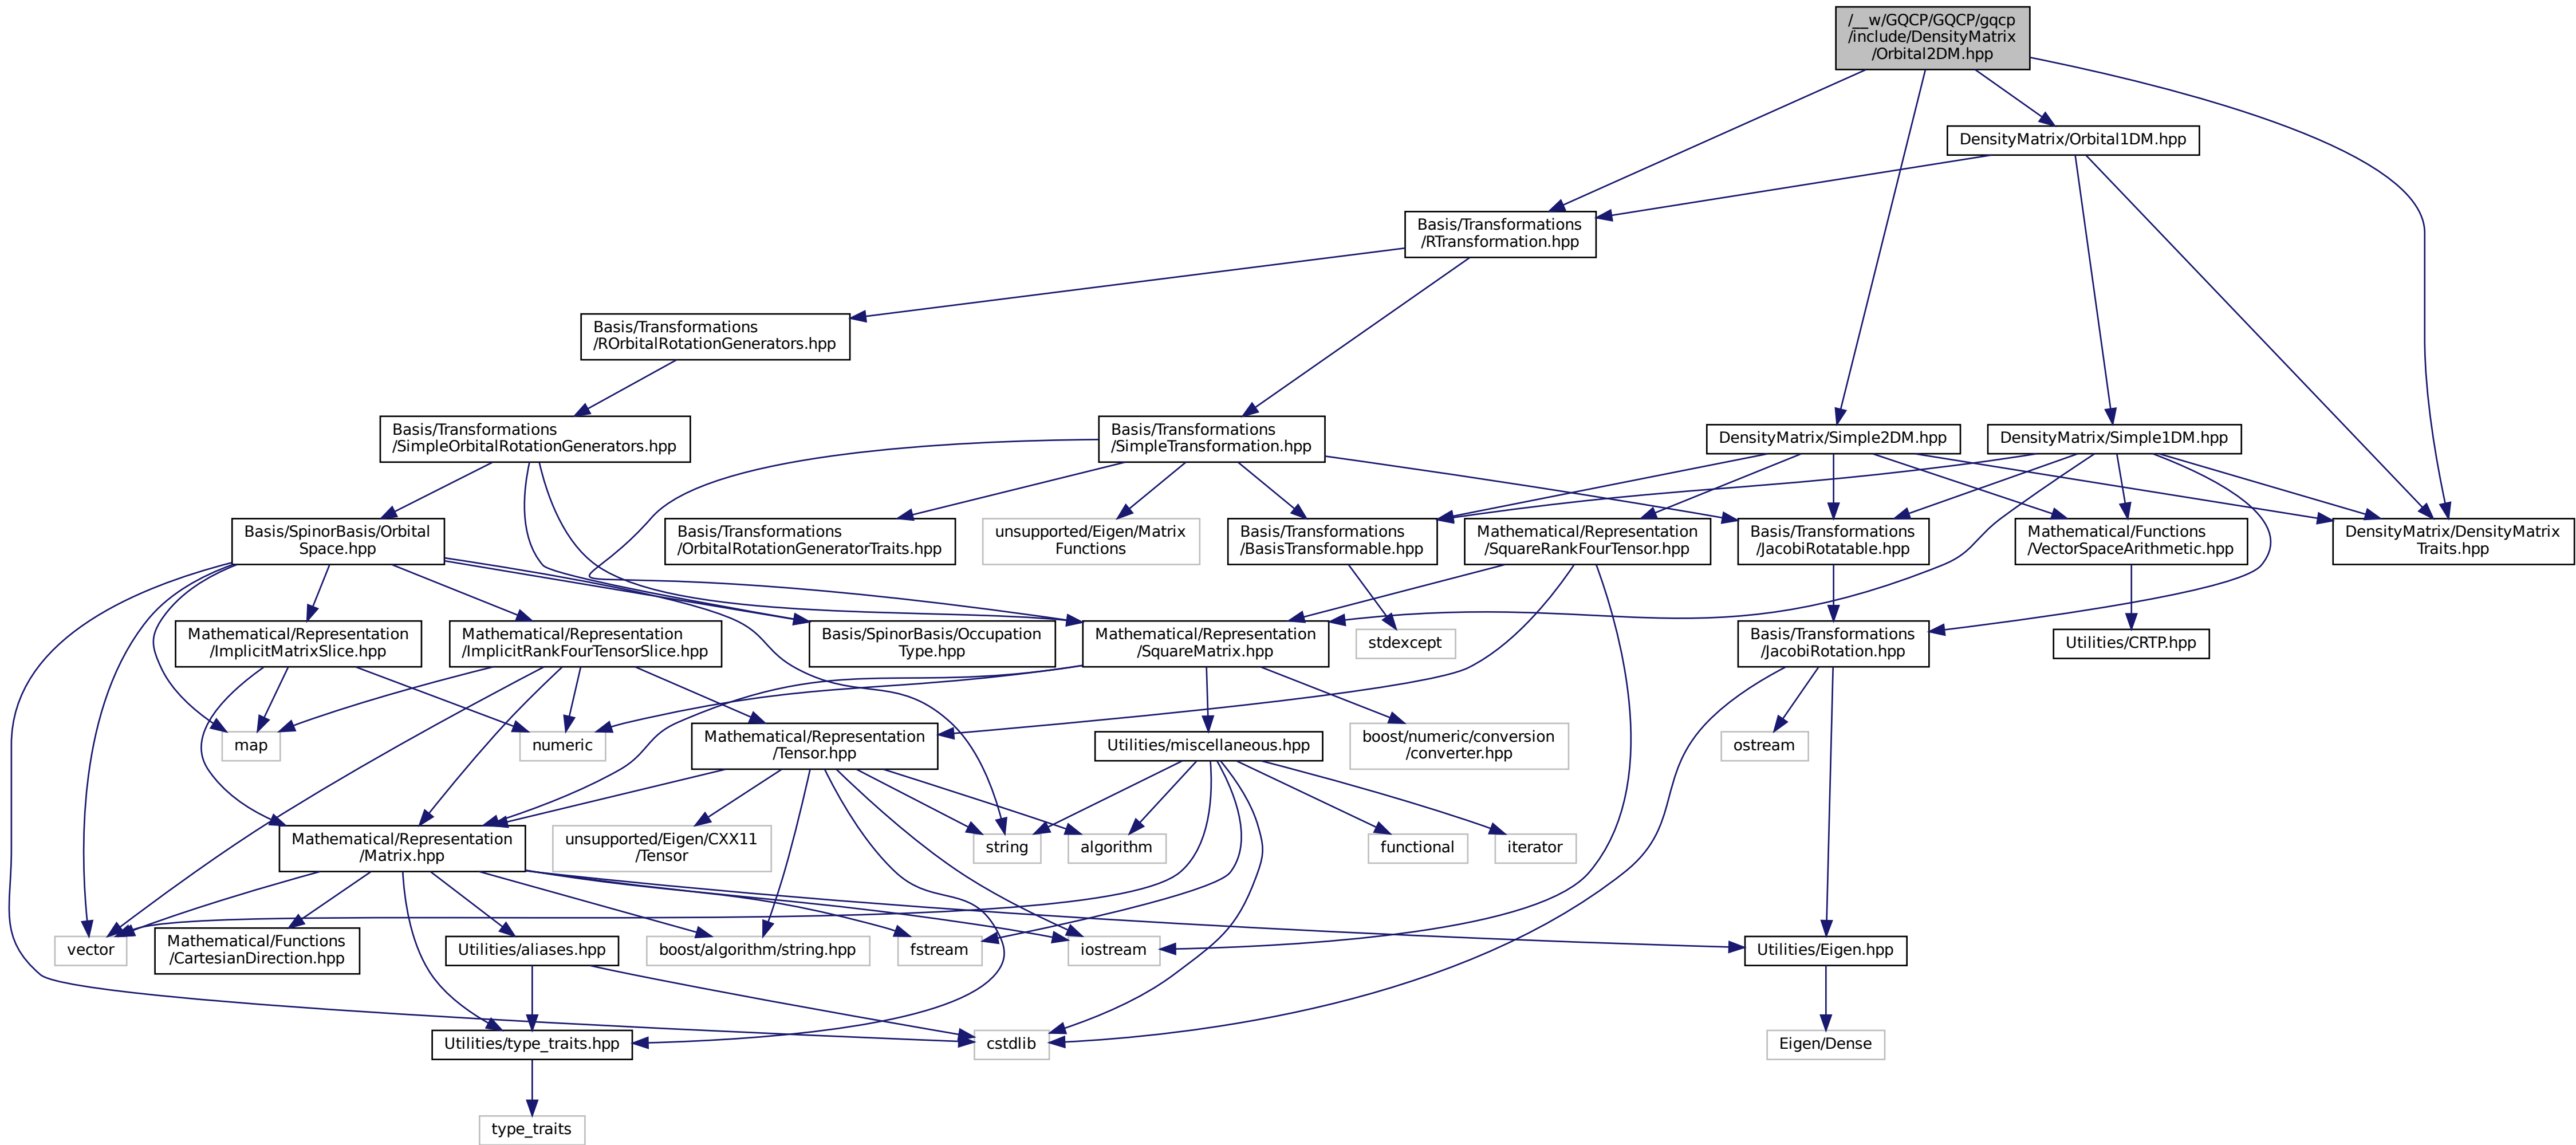 /__w/GQCP/GQCP/gqcp
/include/DensityMatrix
/Orbital2DM.hpp
DensityMatrix/Orbital1DM.hpp
Basis/Transformations
/RTransformation.hpp
Basis/Transformations
/ROrbitalRotationGenerators.hpp
Basis/Transformations
/SimpleOrbitalRotationGenerators.hpp
Basis/Transformations
/SimpleTransformation.hpp
DensityMatrix/Simple2DM.hpp
DensityMatrix/Simple1DM.hpp
Basis/SpinorBasis/Orbital
Space.hpp
Basis/Transformations
/OrbitalRotationGeneratorTraits.hpp
unsupported/Eigen/Matrix
Functions
Basis/Transformations
/BasisTransformable.hpp
Mathematical/Representation
/SquareRankFourTensor.hpp
Basis/Transformations
/JacobiRotatable.hpp
Mathematical/Functions
/VectorSpaceArithmetic.hpp
DensityMatrix/DensityMatrix
Traits.hpp
Mathematical/Representation
/ImplicitMatrixSlice.hpp
Mathematical/Representation
/ImplicitRankFourTensorSlice.hpp
Basis/SpinorBasis/Occupation
Type.hpp
Mathematical/Representation
/SquareMatrix.hpp
stdexcept
Basis/Transformations
/JacobiRotation.hpp
Utilities/CRTP.hpp
map
numeric
Mathematical/Representation
/Tensor.hpp
Utilities/miscellaneous.hpp
boost/numeric/conversion
/converter.hpp
ostream
Mathematical/Representation
/Matrix.hpp
unsupported/Eigen/CXX11
/Tensor
string
algorithm
functional
iterator
vector
Mathematical/Functions
/CartesianDirection.hpp
Utilities/aliases.hpp
boost/algorithm/string.hpp
fstream
iostream
Utilities/Eigen.hpp
Utilities/type_traits.hpp
cstdlib
Eigen/Dense
type_traits